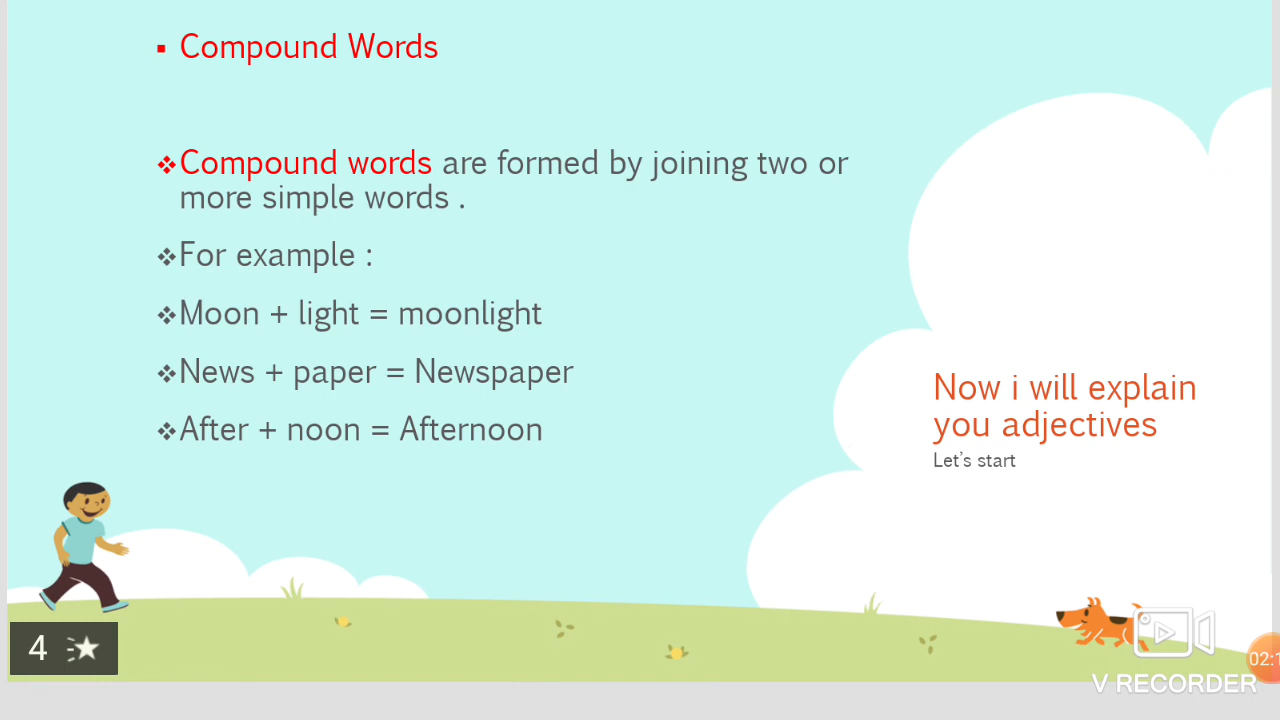 Compound Words
Compound words are formed by joining two or
more simple words .
For example :
Moon + light = moonlight
News + paper = Newspaper
After + noon = Afternoon
Now i will explain
you adjectives
Let's start
4
V RECORDER